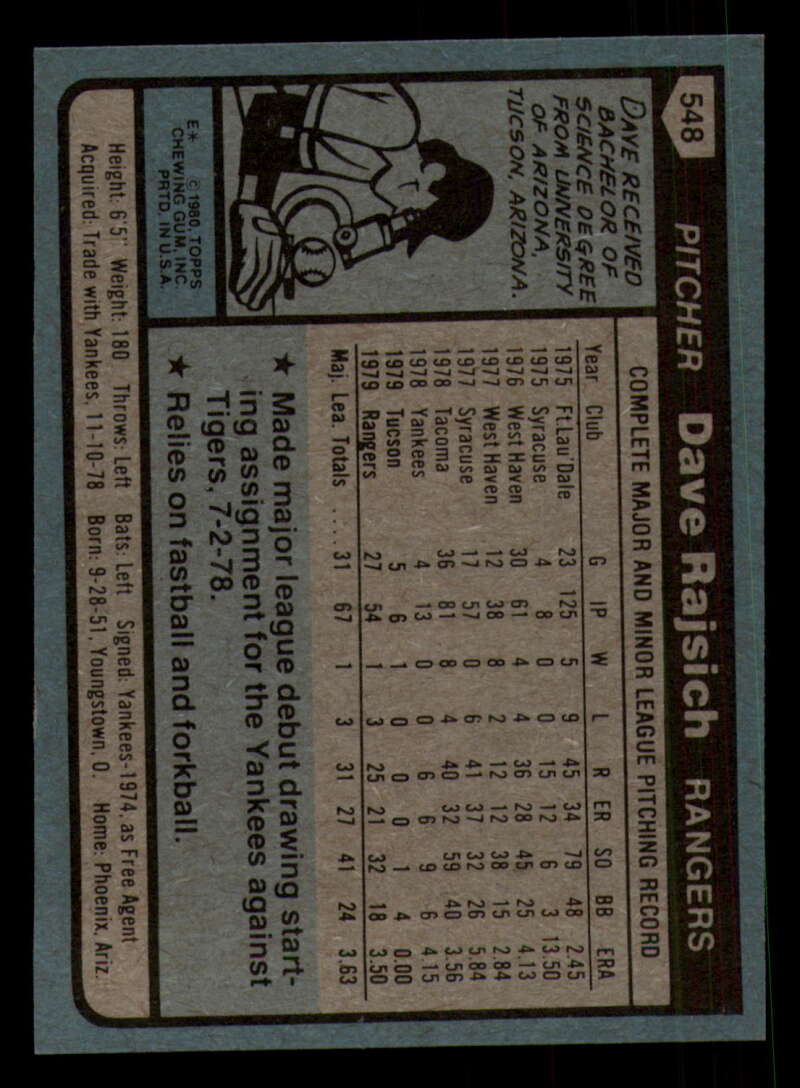 548
PITCHER Dave Rajsich RANGERS
DAVE RECEIVED
BACHELOR OF
SCIENCE DEGREE
FROM UNIVERSITY
OF ARIZONA,
TUCSON, ARIZONA.
E* © 1980, TOPPS
CHEWING GUM, INC.
PRTD. IN U.S.A.
COMPLETE MAJOR AND MINOR LEAGUE PITCHING RECORD
Year Club G IP W L R ER SO BB ERA
1975 Ft.Lau'Dale 23 125 5 9 45 34 79 48 2.45
1975 Syracuse 4 8 0 0 15 12 6 3 13.50
1976 West Haven 30 61 4 4 36 28 45 25 4.13
1977 West Haven 12 38 8 2 12 12 38 15 2.84
1977 Syracuse 17 57 0 6 41 37 32 26 5.84
1978 Tacoma 36 81 8 4 40 32 59 40 3.56
1978 Yankees 4 13 0 0 6 6 9 6 4.15
1979 Tucson 5 6 1 0 0 0 1 4 0.00
1979 Rangers 27 54 1 3 25 21 32 18 3.50
Maj. Lea. Totals .... 31 67 1 3 31 27 41 24 3.63
★ Made major league debut drawing start-
ing assignment for the Yankees against
Tigers, 7-2-78.
★ Relies on fastball and forkball.
Height: 6'5" Weight: 180 Throws: Left Bats: Left Signed: Yankees-1974, as Free Agent
Acquired: Trade with Yankees, 11-10-78 Born: 9-28-51, Youngstown, O. Home: Phoenix, Ariz.